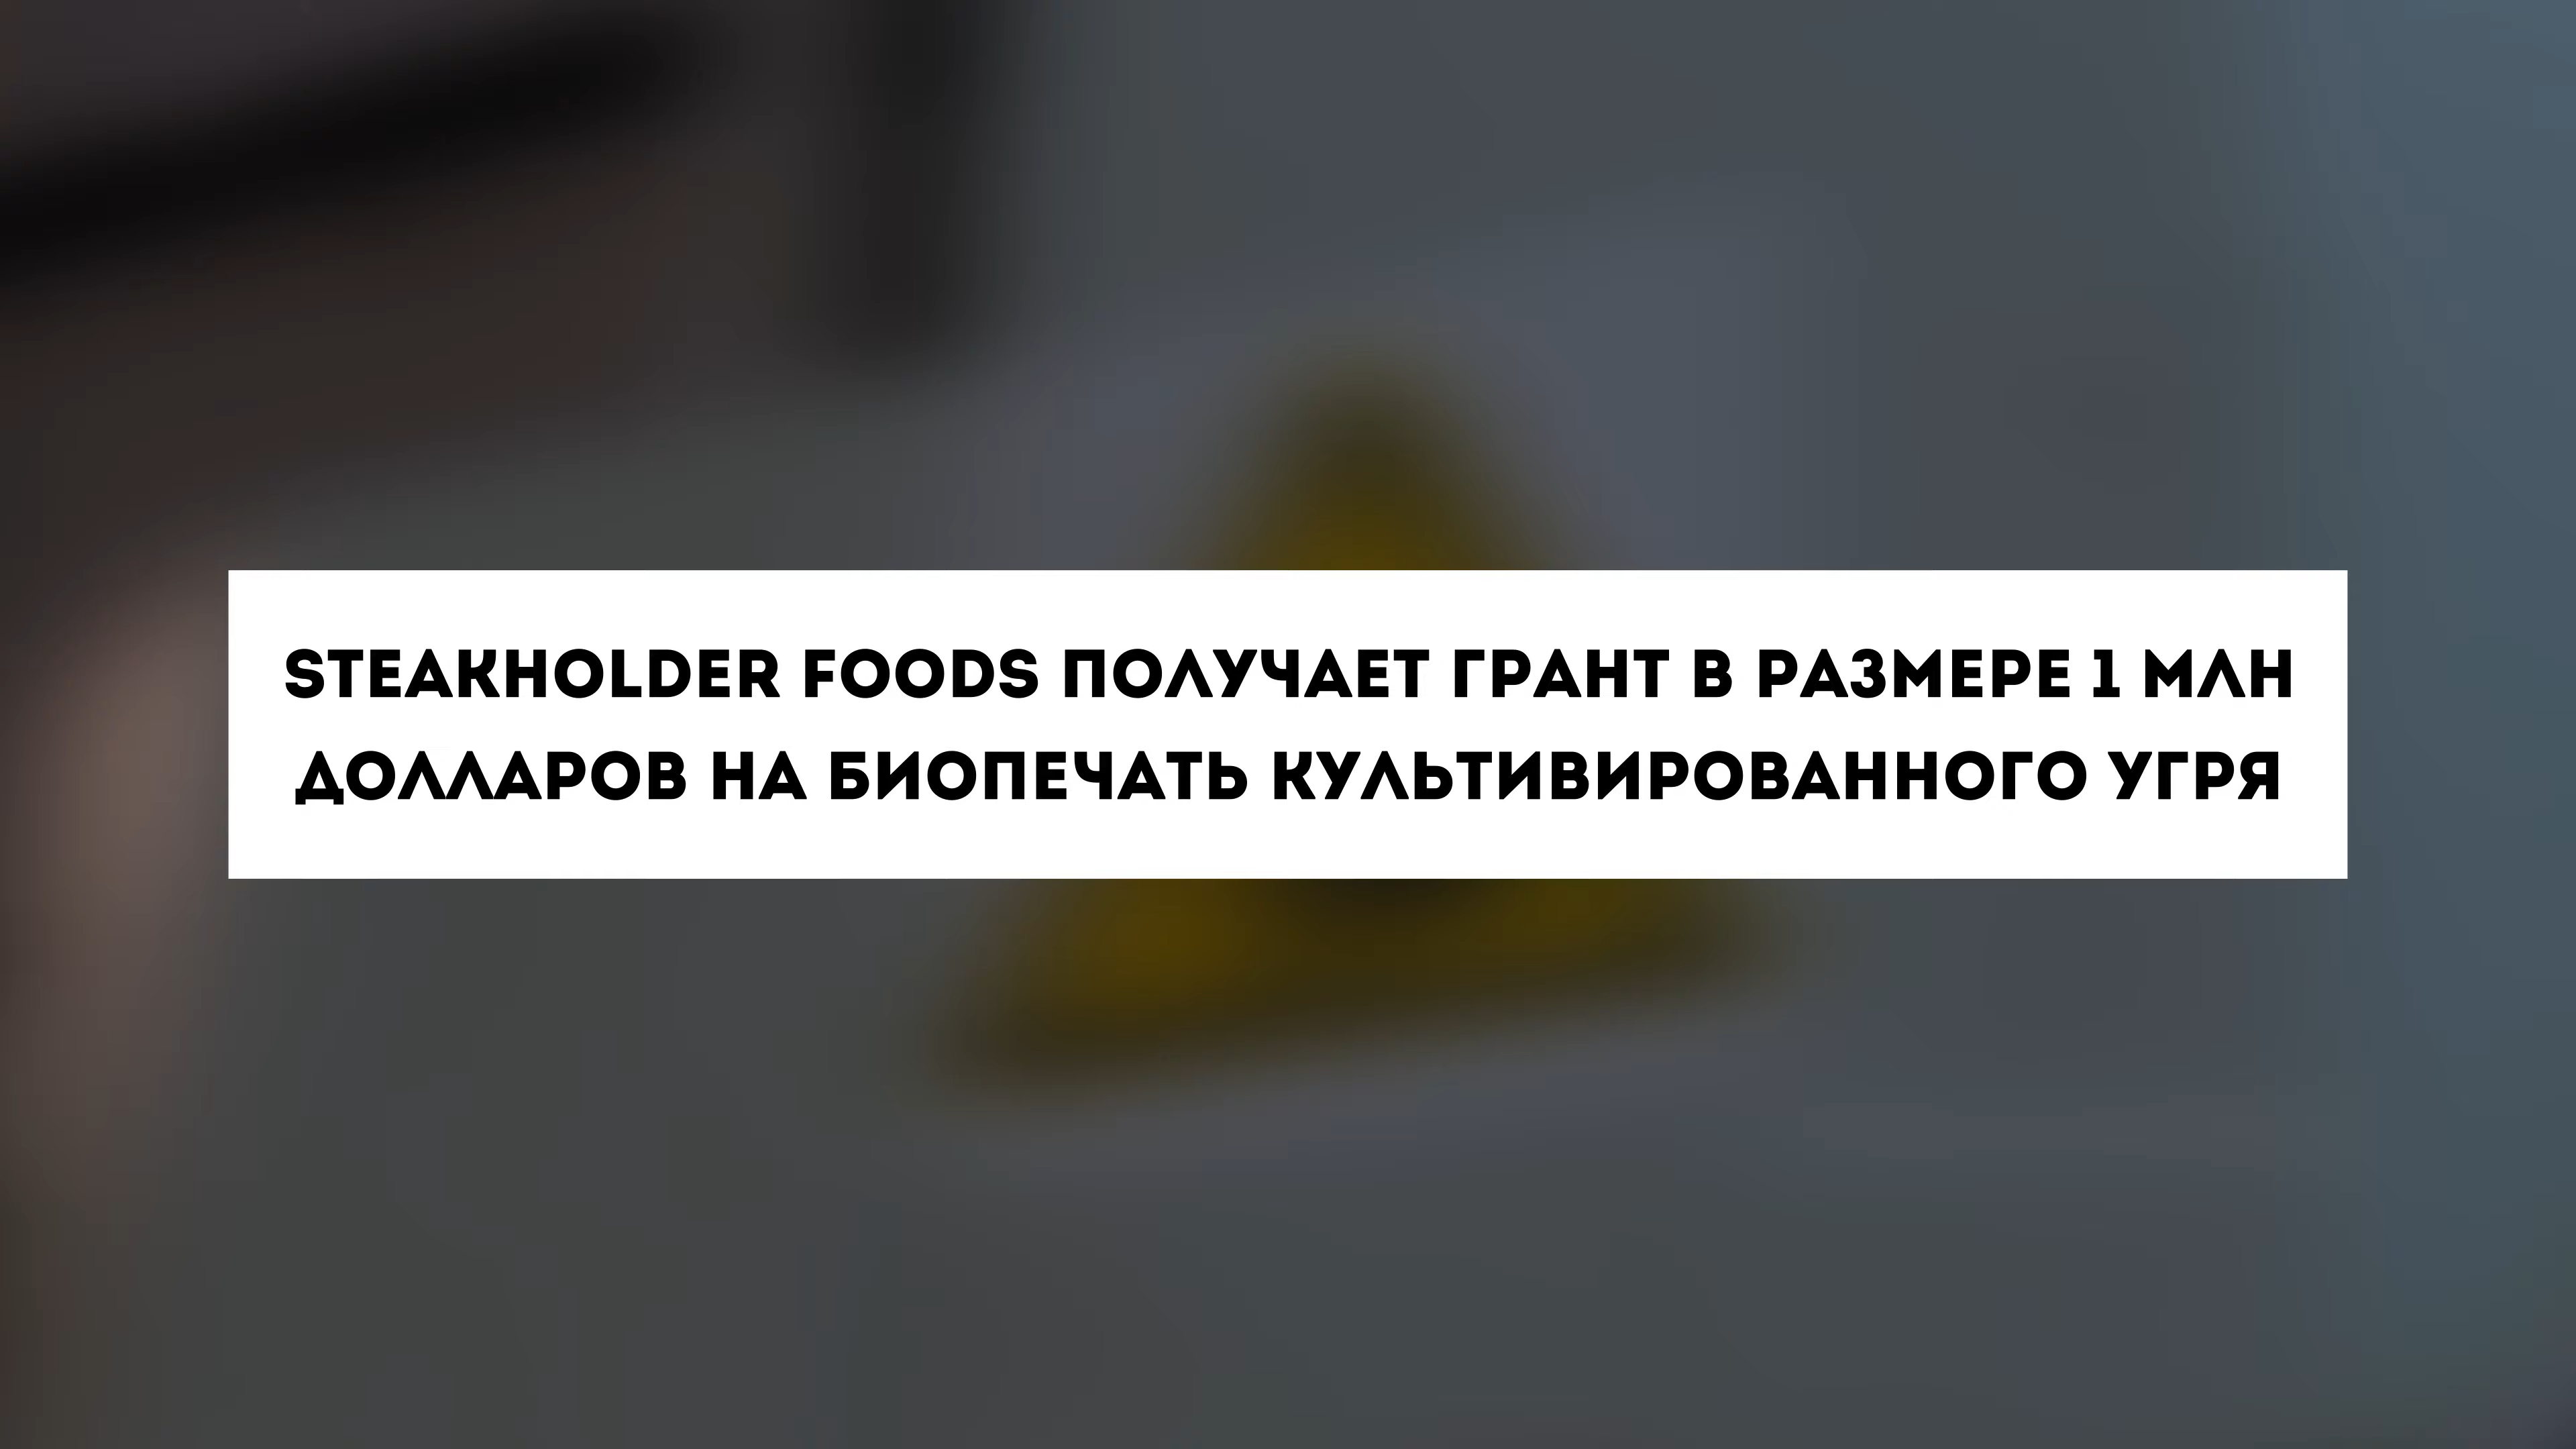 STEAKHOLDER FOODS ПОЛУЧАЕТ ГРАНТ В РАЗМЕРЕ 1 МЛН
ДОЛЛАРОВ НА БИОПЕЧАТЬ КУЛЬТИВИРОВАННОГО УГРЯ